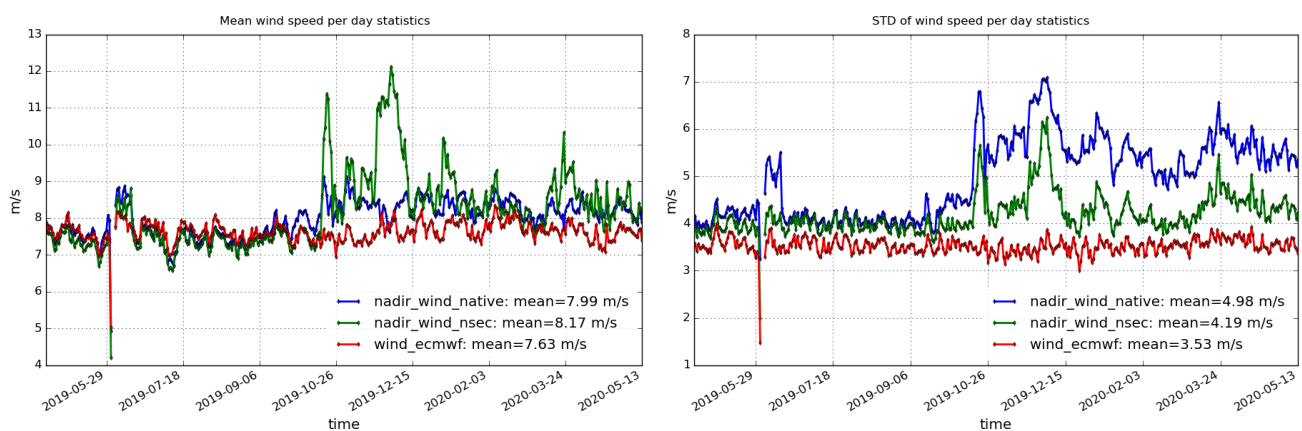 Mean wind speed per day statistics
13
12
11
10
9
8
7
6
5
4
m/s
nadir_wind_native: mean=7.99 m/s
nadir_wind_nsec: mean=8.17 m/s
wind_ecmwf: mean=7.63 m/s
2019-05-29
2019-07-18
2019-09-06
2019-10-26
2019-12-15
2020-02-03
2020-03-24
2020-05-13
time
STD of wind speed per day statistics
8
7
6
5
4
3
2
1
m/s
nadir_wind_native: mean=4.98 m/s
nadir_wind_nsec: mean=4.19 m/s
wind_ecmwf: mean=3.53 m/s
2019-05-29
2019-07-18
2019-09-06
2019-10-26
2019-12-15
2020-02-03
2020-03-24
2020-05-13
time